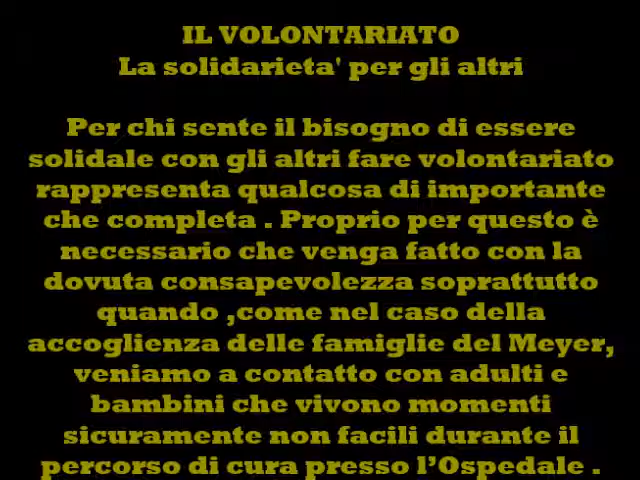 IL VOLONTARIATO
La solidarieta' per gli altri
Per chi sente il bisogno di essere
solidale con gli altri fare volontariato
rappresenta qualcosa di importante
che completa . Proprio per questo è
necessario che venga fatto con la
dovuta consapevolezza soprattutto
quando ,come nel caso della
accoglienza delle famiglie del Meyer,
veniamo a contatto con adulti e
bambini che vivono momenti
sicuramente non facili durante il
percorso di cura presso l’Ospedale .